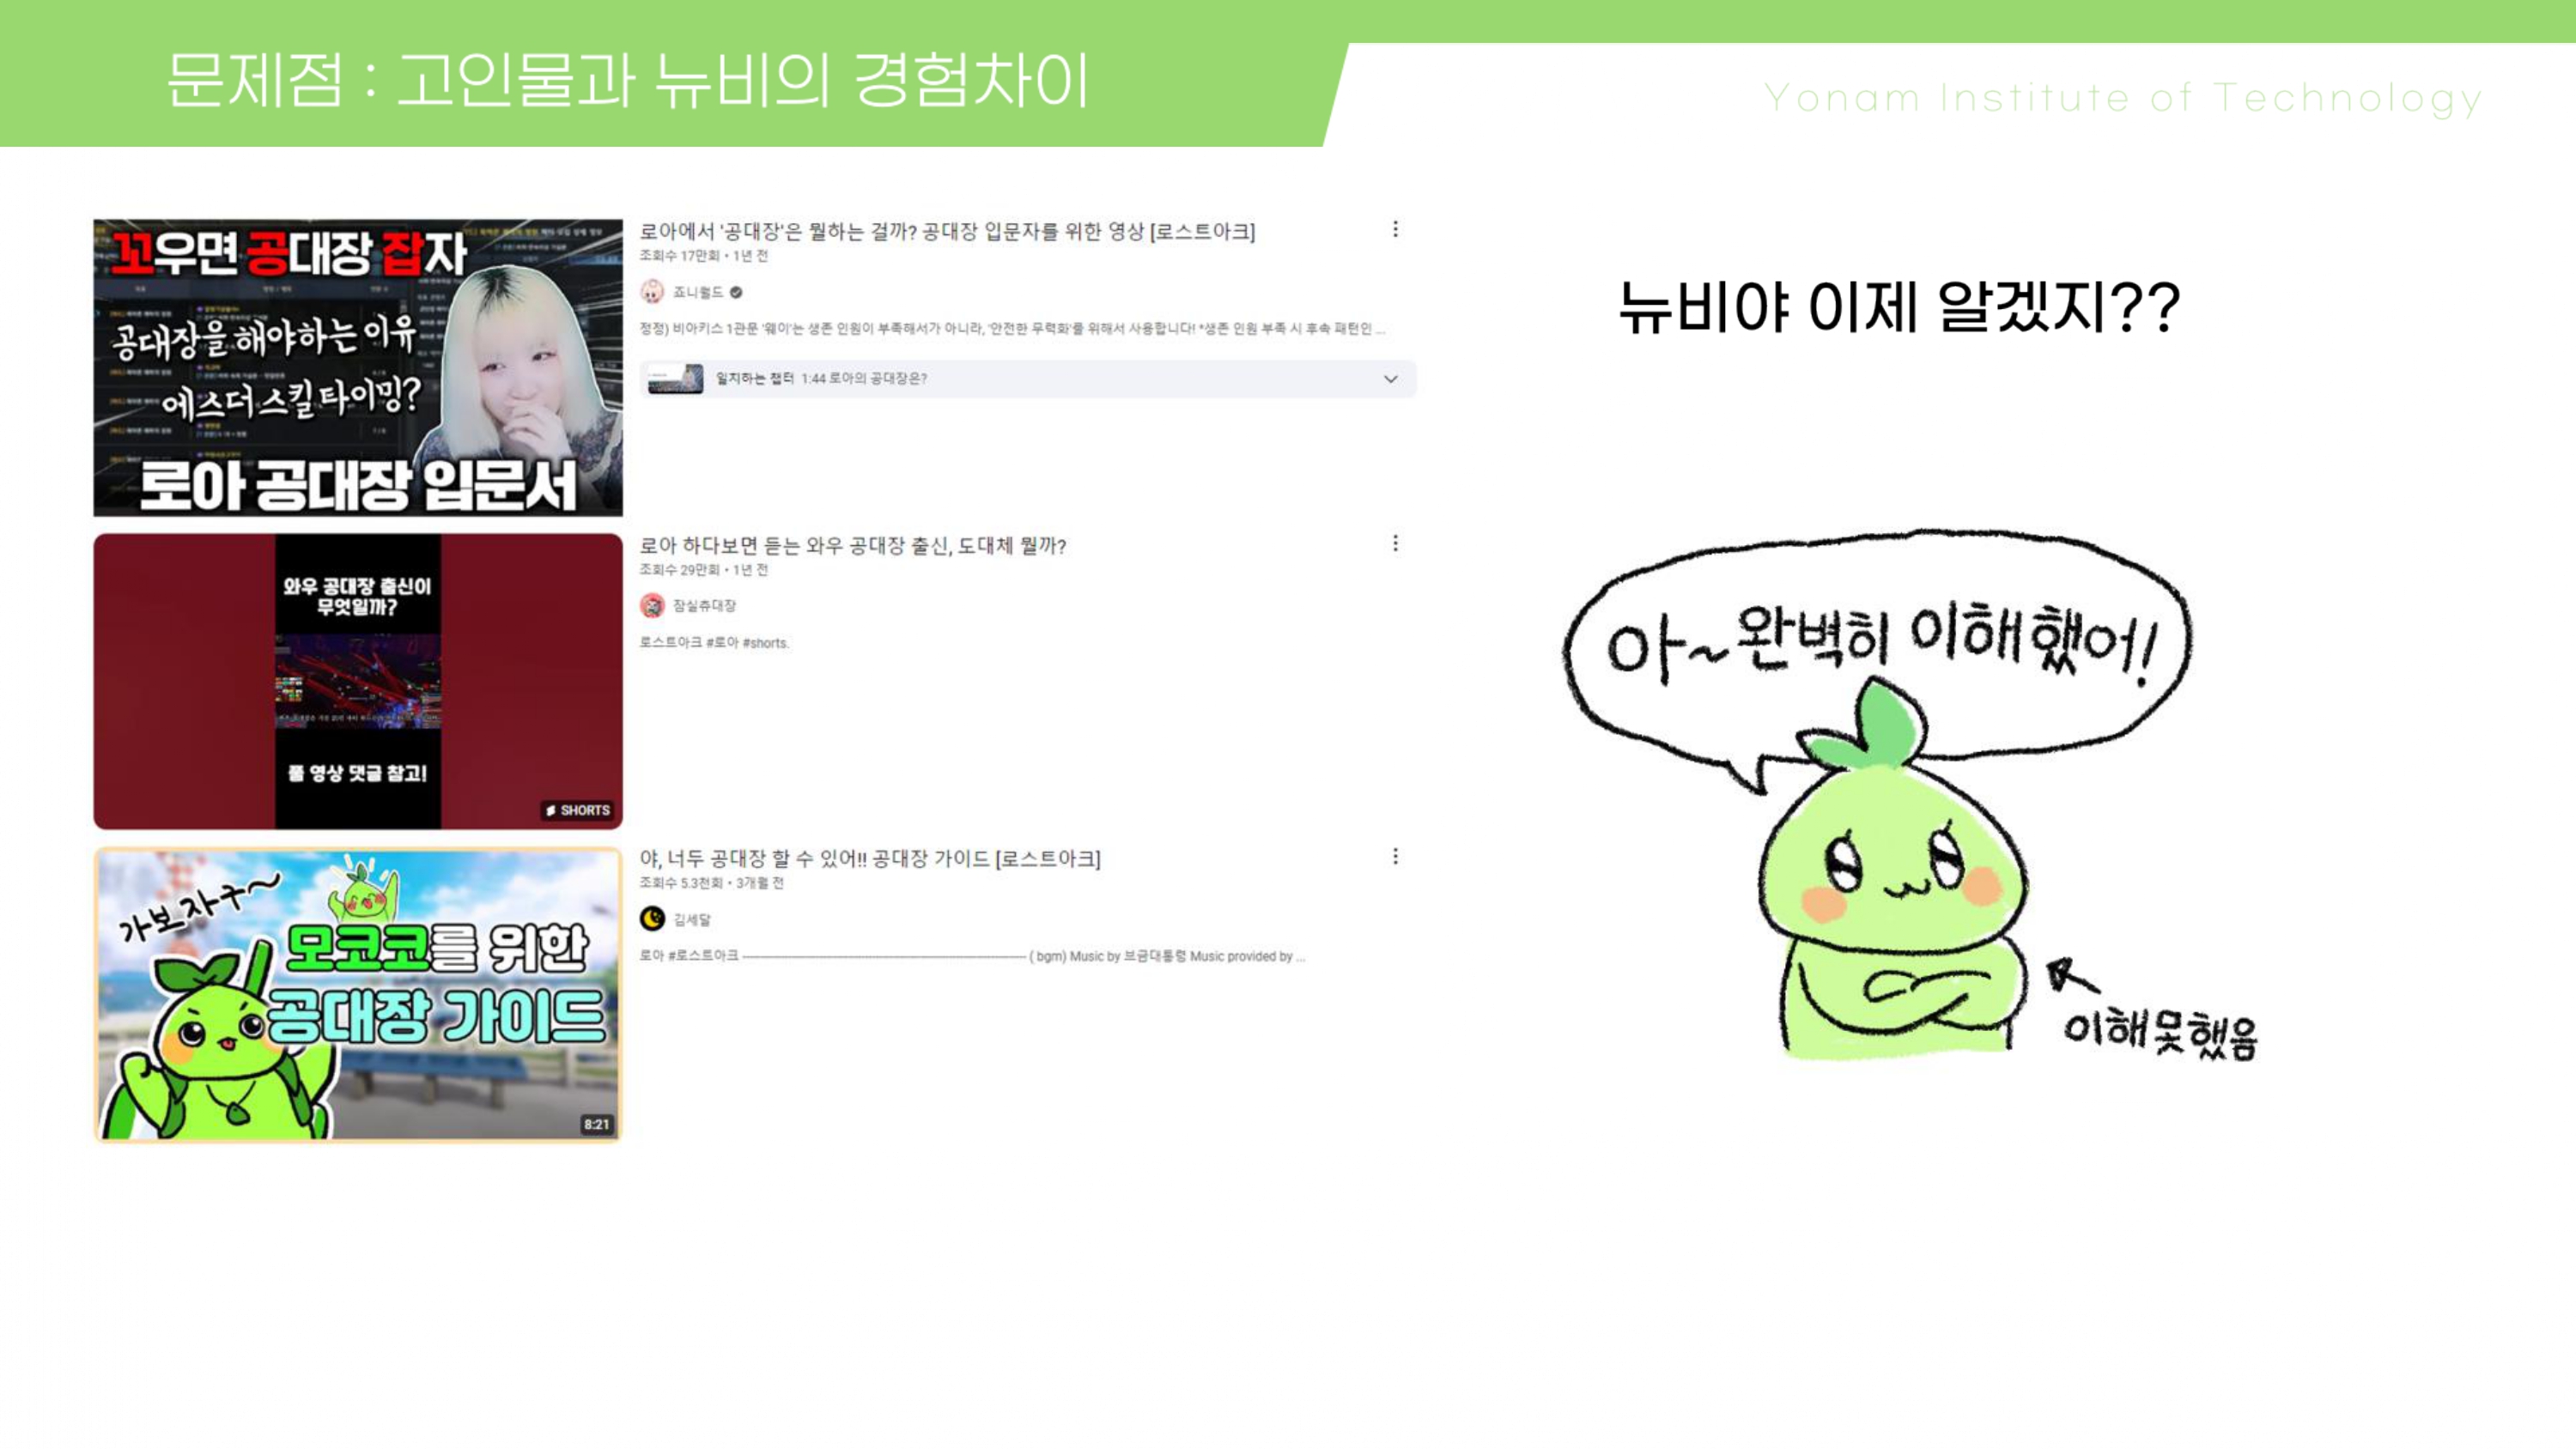 문제점 : 고인물과 뉴비의 경험차이
Yonam Institute of Technology
꼬우면 공대장 잡자
공대장을 해야하는 이유
에스더 스킬 타이밍?
로아 공대장 입문서
로아에서 '공대장'은 뭘하는 걸까? 공대장 입문자를 위한 영상 [로스트아크]
조회수 17만회 • 1년 전
죠니월드
정정) 비아키스 1관문 '웨이'는 생존 인원이 부족해서가 아니라, '안전한 무력화'를 위해서 사용합니다! *생존 인원 부족 시 후속 패턴인 ...
일치하는 챕터 1:44 로아의 공대장은?
와우 공대장 출신이
무엇일까?
풀 영상 댓글 참고!
SHORTS
로아 하다보면 듣는 와우 공대장 출신, 도대체 뭘까?
조회수 29만회 • 1년 전
잠실쥬대장
로스트아크 #로아 #shorts.
가보자구~
모코코를 위한
공대장 가이드
8:21
야, 너두 공대장 할 수 있어!! 공대장 가이드 [로스트아크]
조회수 5.3천회 • 3개월 전
김세달
로아 #로스트아크 ( bgm) Music by 브금대통령 Music provided by ...
뉴비야 이제 알겠지??
아~완벽히 이해했어!
이해못했음